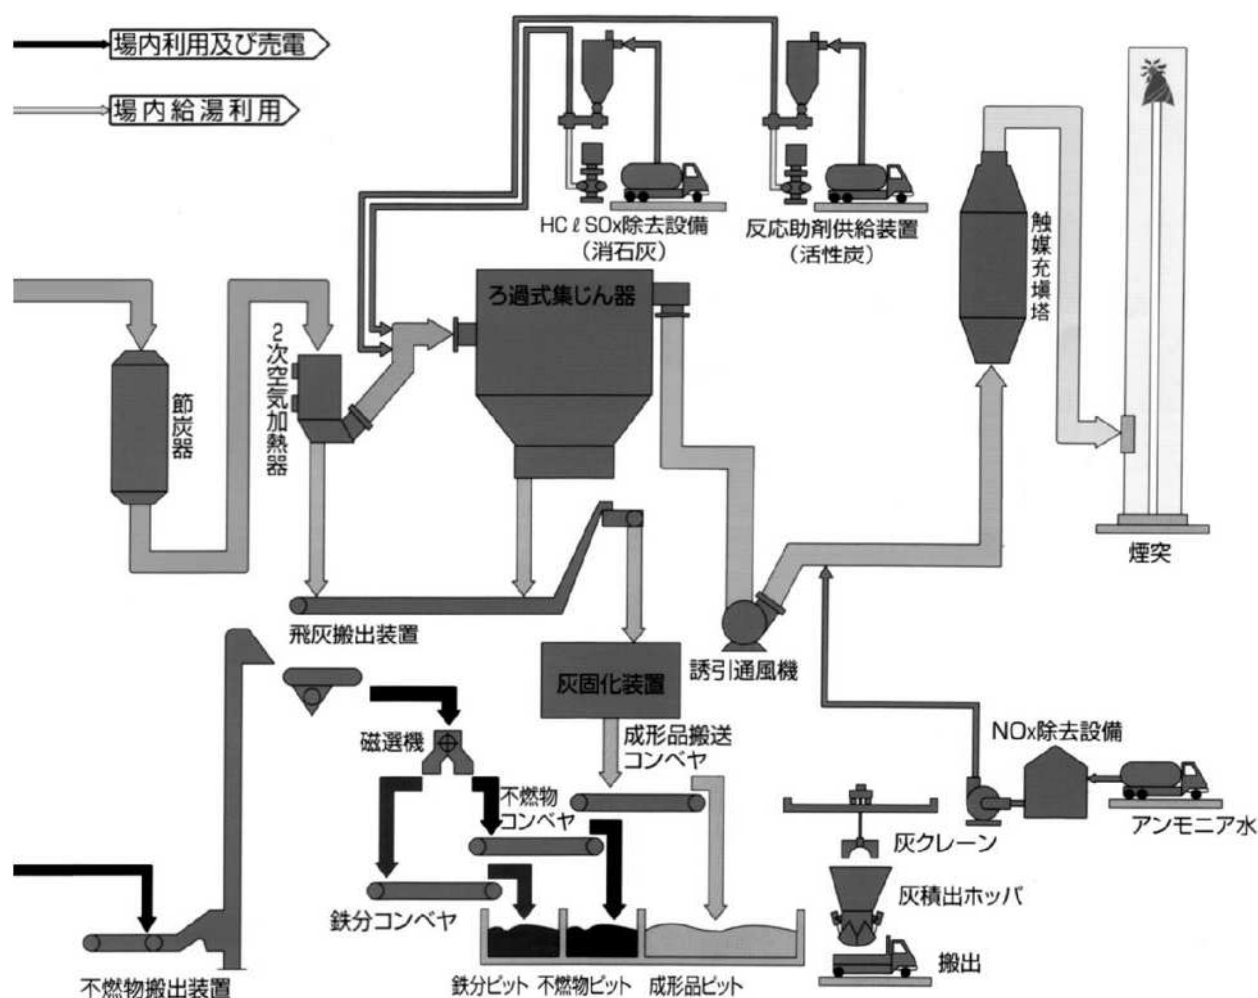 場内利用及び売電
場内給湯利用
HCℓSOx除去設備
(消石灰)
反応助剤供給装置
(活性炭)
触媒充塡塔
ろ過式集じん器
2次空気加熱器
節炭器
煙突
飛灰搬出装置
灰固化装置
誘引通風機
磁選機
成形品搬送
コンベヤ
NOx除去設備
不燃物
コンベヤ
アンモニア水
灰クレーン
灰積出ホッパ
鉄分コンベヤ
搬出
不燃物搬出装置
鉄分ピット
不燃物ピット
成形品ピット